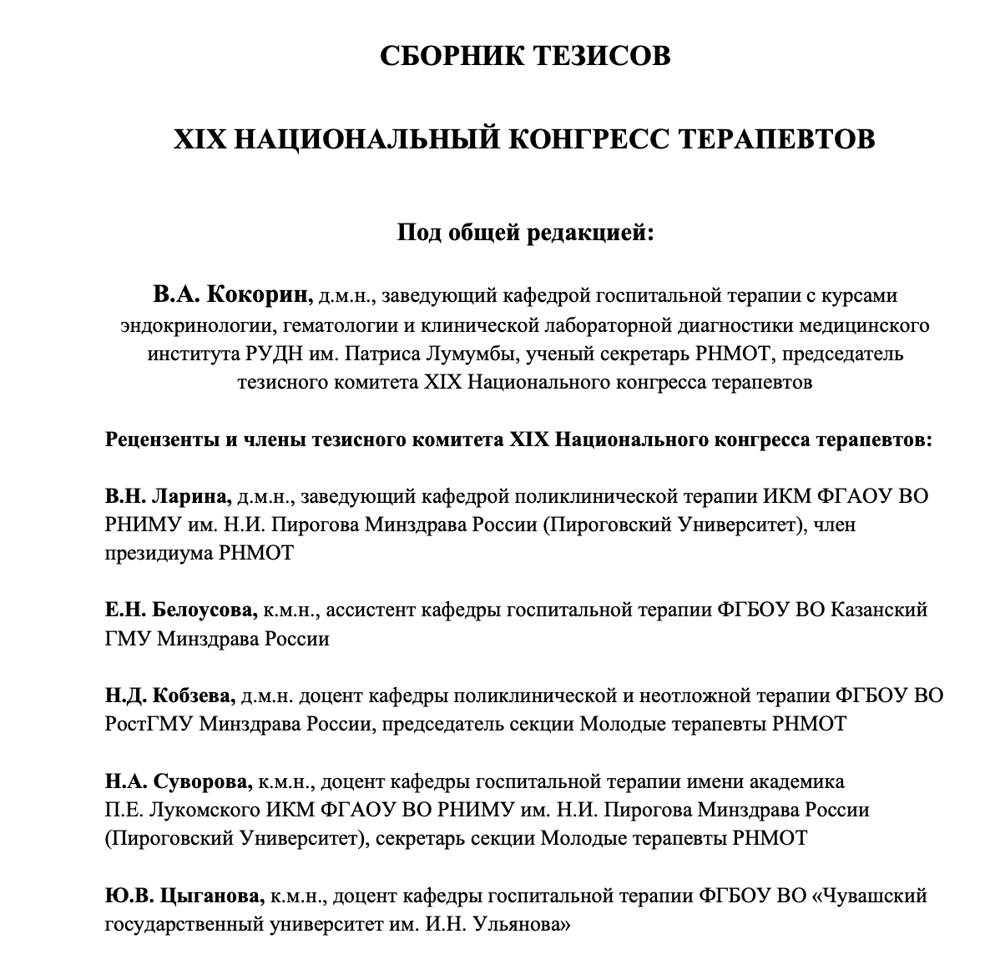 СБОРНИК ТЕЗИСОВ
XIX НАЦИОНАЛЬНЫЙ КОНГРЕСС ТЕРАПЕВТОВ
Под общей редакцией:
В.А. Кокорин, д.м.н., заведующий кафедрой госпитальной терапии с курсами
эндокринологии, гематологии и клинической лабораторной диагностики медицинского
института РУДН им. Патриса Лумумбы, ученый секретарь РНМОТ, председатель
тезисного комитета XIX Национального конгресса терапевтов
Рецензенты и члены тезисного комитета XIX Национального конгресса терапевтов:
В.Н. Ларина, д.м.н., заведующий кафедрой поликлинической терапии ИКМ ФГАОУ ВО
РНИМУ им. Н.И. Пирогова Минздрава России (Пироговский Университет), член
президиума РНМОТ
Е.Н. Белоусова, к.м.н., ассистент кафедры госпитальной терапии ФГБОУ ВО Казанский
ГМУ Минздрава России
Н.Д. Кобзева, д.м.н. доцент кафедры поликлинической и неотложной терапии ФГБОУ ВО
РостГМУ Минздрава России, председатель секции Молодые терапевты РНМОТ
Н.А. Суворова, к.м.н., доцент кафедры госпитальной терапии имени академика
П.Е. Лукомского ИКМ ФГАОУ ВО РНИМУ им. Н.И. Пирогова Минздрава России
(Пироговский Университет), секретарь секции Молодые терапевты РНМОТ
Ю.В. Цыганова, к.м.н., доцент кафедры госпитальной терапии ФГБОУ ВО «Чувашский
государственный университет им. И.Н. Ульянова»